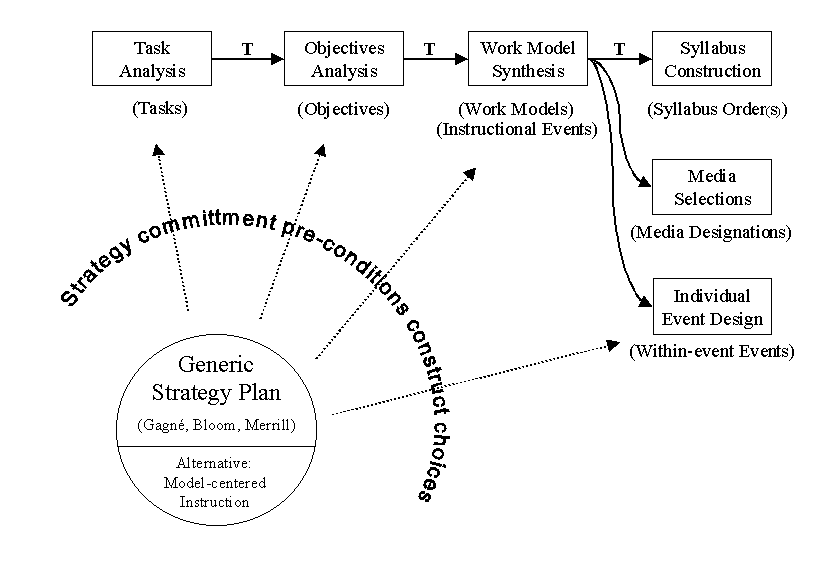 Task
Analysis
T
Objectives
Analysis
T
Work Model
Synthesis
T
Syllabus
Construction
(Tasks)
(Objectives)
(Work Models)
(Instructional Events)
(Syllabus Order(s))
Media
Selections
(Media Designations)
Strategy committment pre-conditions construct choices
Individual
Event Design
(Within-event Events)
Generic
Strategy Plan
(Gagné, Bloom, Merrill)
Alternative:
Model-centered
Instruction